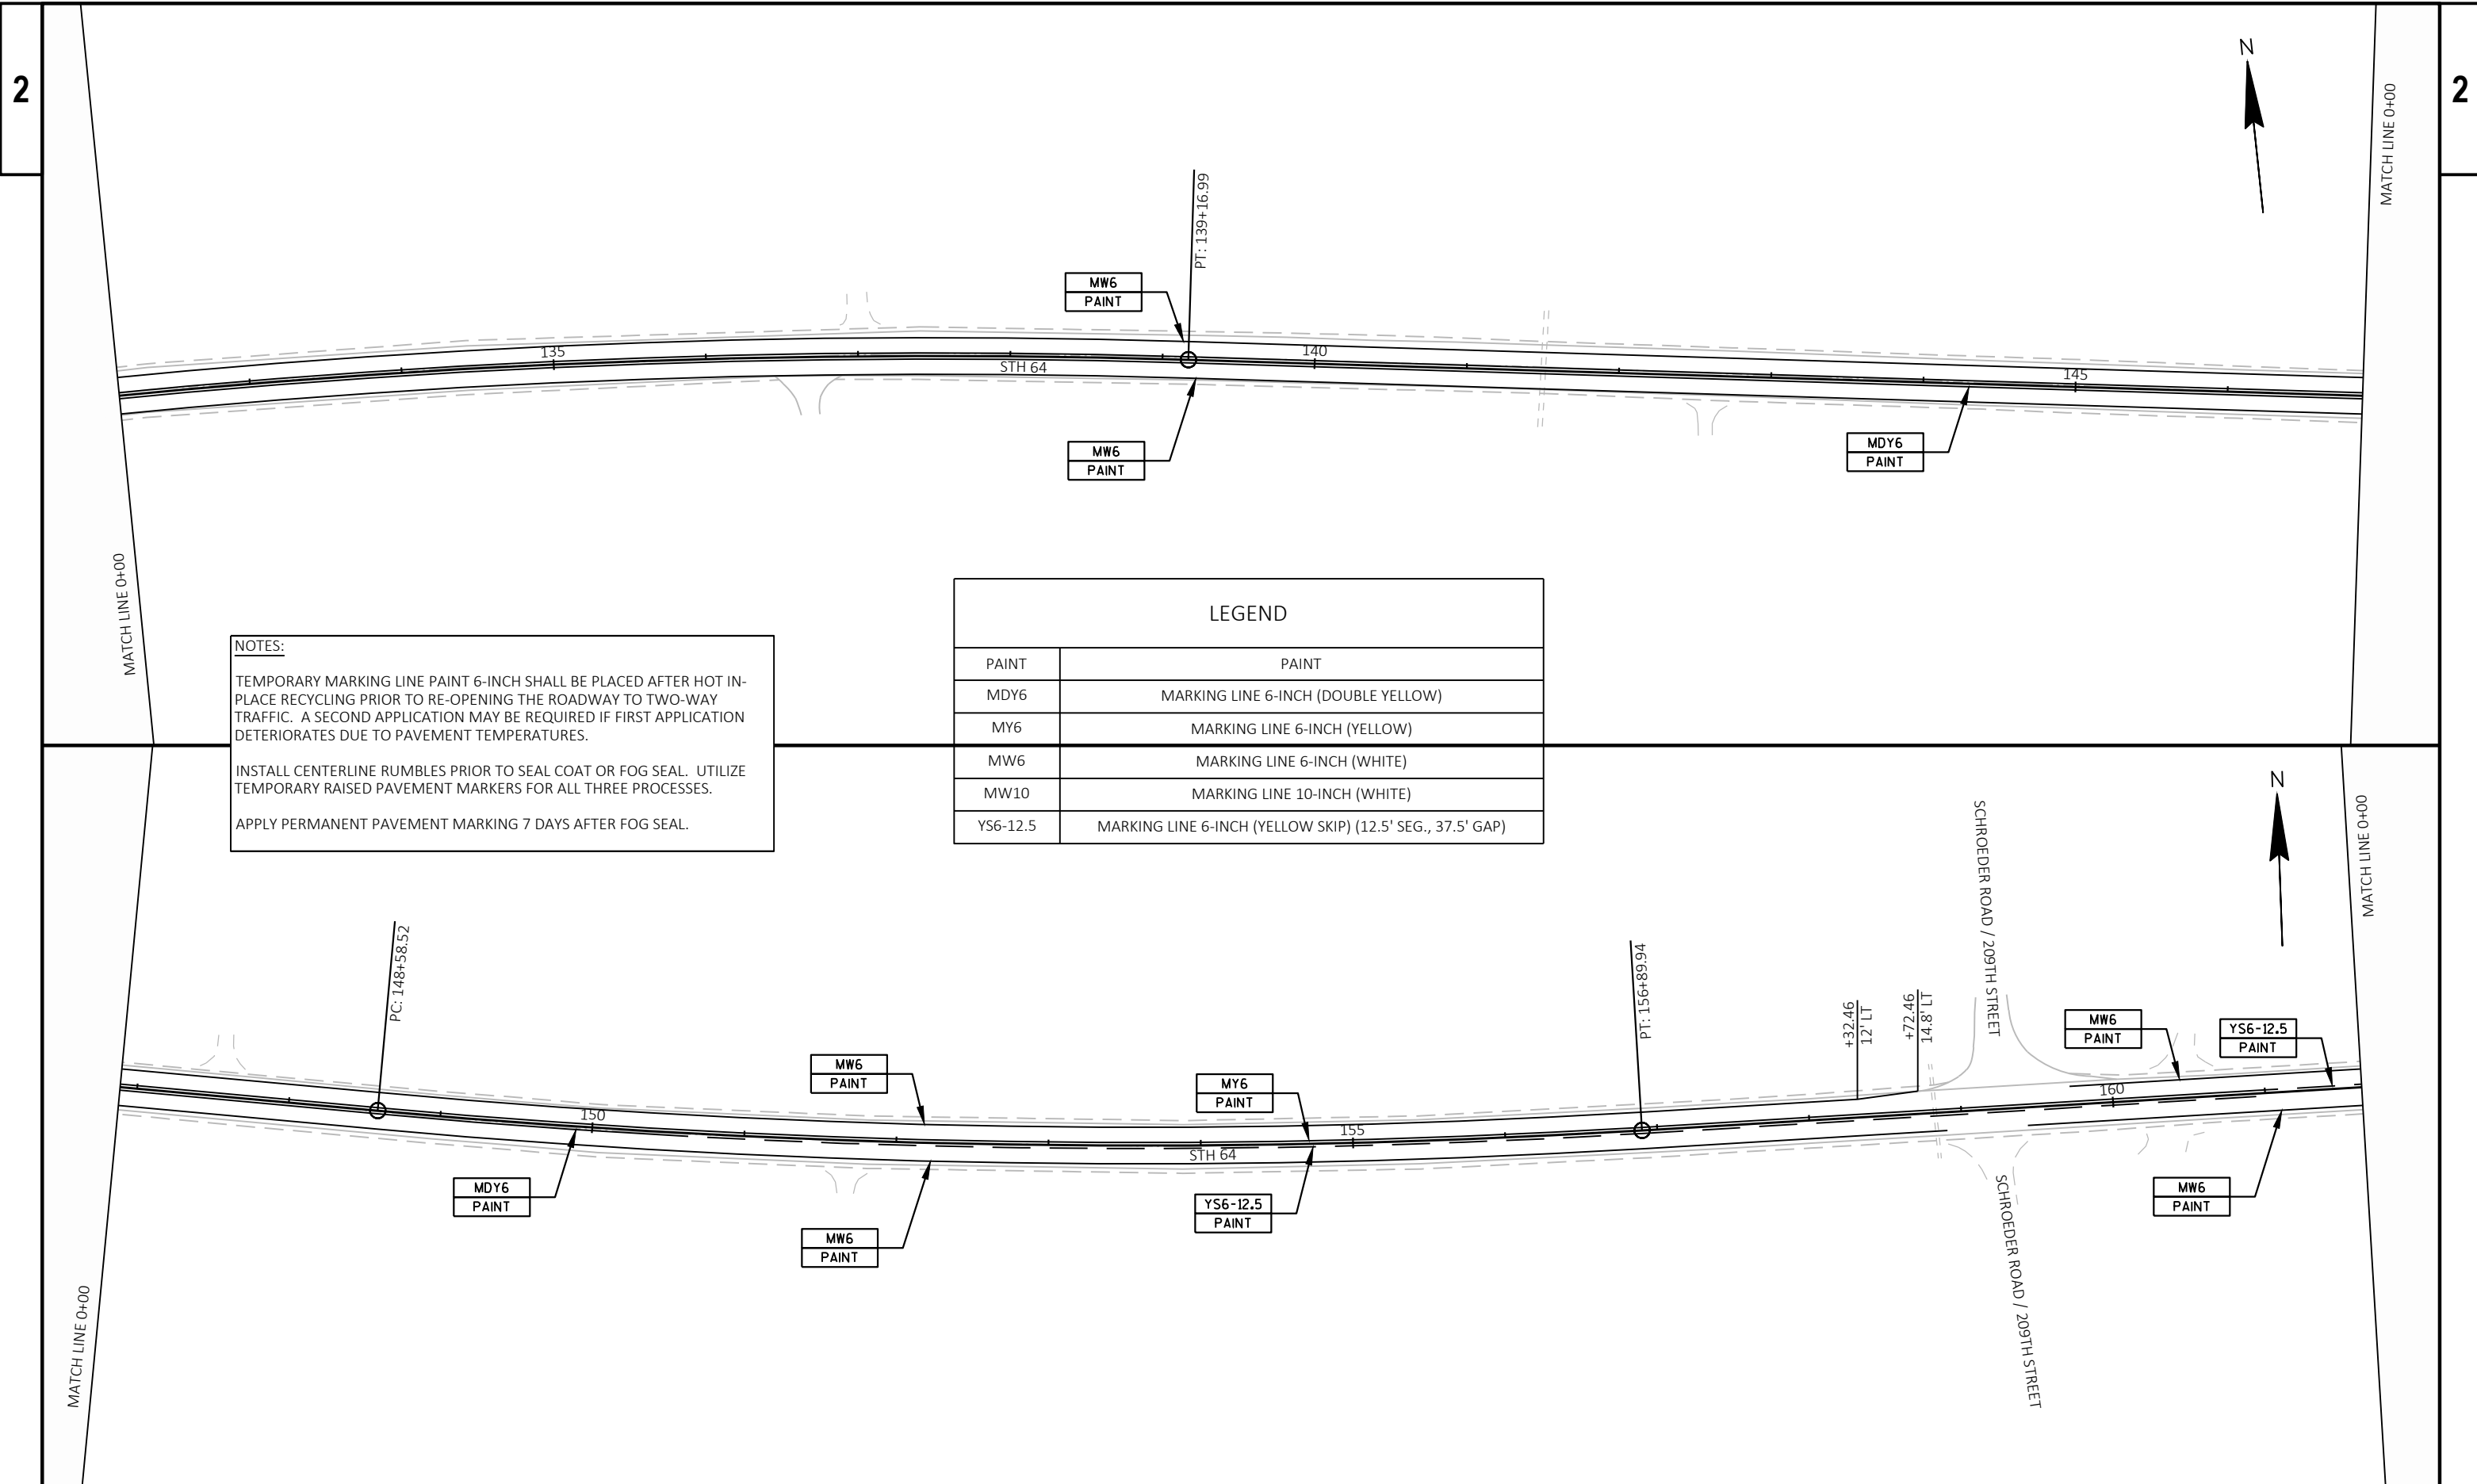 2
2
N
MATCH LINE 0+00
MATCH LINE 0+00
PT: 139+16.99
MW6
PAINT
135
140
145
STH 64
MW6
PAINT
MDY6
PAINT
NOTES:
TEMPORARY MARKING LINE PAINT 6-INCH SHALL BE PLACED AFTER HOT IN-
PLACE RECYCLING PRIOR TO RE-OPENING THE ROADWAY TO TWO-WAY
TRAFFIC. A SECOND APPLICATION MAY BE REQUIRED IF FIRST APPLICATION
DETERIORATES DUE TO PAVEMENT TEMPERATURES.
INSTALL CENTERLINE RUMBLES PRIOR TO SEAL COAT OR FOG SEAL. UTILIZE
TEMPORARY RAISED PAVEMENT MARKERS FOR ALL THREE PROCESSES.
APPLY PERMANENT PAVEMENT MARKING 7 DAYS AFTER FOG SEAL.
LEGEND
PAINT PAINT
MDY6 MARKING LINE 6-INCH (DOUBLE YELLOW)
MY6 MARKING LINE 6-INCH (YELLOW)
MW6 MARKING LINE 6-INCH (WHITE)
MW10 MARKING LINE 10-INCH (WHITE)
YS6-12.5 MARKING LINE 6-INCH (YELLOW SKIP) (12.5' SEG., 37.5' GAP)
N
MATCH LINE 0+00
MATCH LINE 0+00
PC: 148+58.52
PT: 156+89.94
+32.46
12' LT
+72.46
14.8' LT
SCHROEDER ROAD / 209TH STREET
MW6
PAINT
YS6-12.5
PAINT
MW6
PAINT
MY6
PAINT
150
155
160
STH 64
MDY6
PAINT
MW6
PAINT
YS6-12.5
PAINT
MW6
PAINT
SCHROEDER ROAD / 209TH STREET